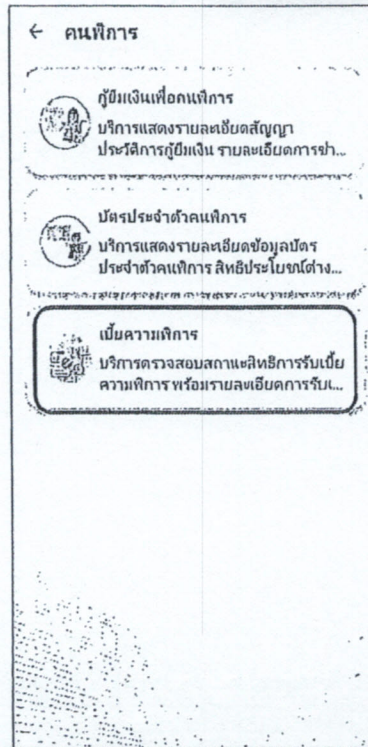 ← คนพิการ
กู้ยืมเงินเพื่อคนพิการ
บริการแสดงรายละเอียดสัญญา
ประวัติการกู้ยืมเงิน รายละเอียดการชำ...
บัตรประจำตัวคนพิการ
บริการแสดงรายละเอียดข้อมูลบัตร
ประจำตัวคนพิการ สิทธิประโยชน์ต่าง...
เบี้ยความพิการ
บริการตรวจสอบสถานะสิทธิการรับเบี้ย
ความพิการ พร้อมรายละเอียดการรับเ...